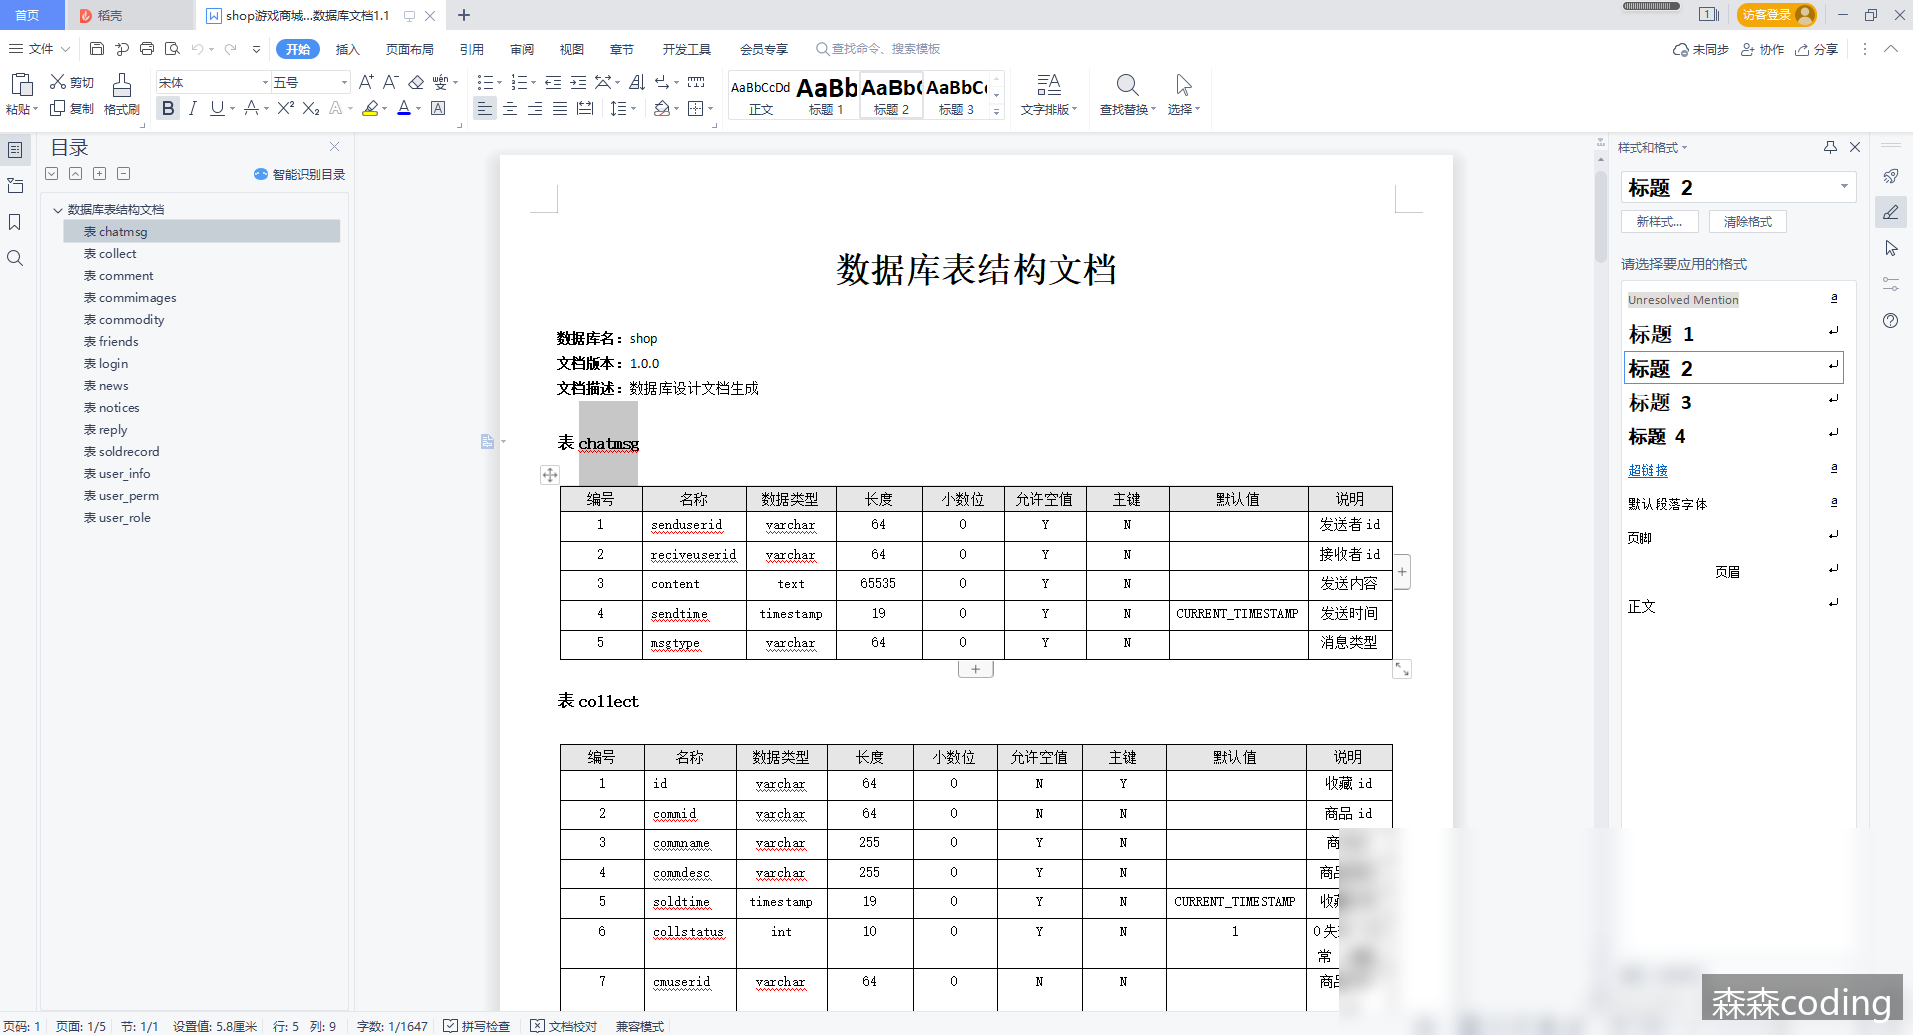 首页 稻壳 shop游戏商城...数据库文档1.1 访客登录
文件 开始 插入 页面布局 引用 审阅 视图 章节 开发工具 会员专享 查找命令、搜索模板 未同步 协作 分享
粘贴 剪切 复制 格式刷 宋体 五号
AaBbCcDd 正文 标题 1 标题 2 标题 3 文字排版 查找替换 选择
目录
智能识别目录
数据库表结构文档
表 chatmsg
表 collect
表 comment
表 commimages
表 commodity
表 friends
表 login
表 news
表 notices
表 reply
表 soldrecord
表 user_info
表 user_perm
表 user_role
数据库表结构文档
数据库名：shop
文档版本：1.0.0
文档描述：数据库设计文档生成
表 chatmsg
编号 名称 数据类型 长度 小数位 允许空值 主键 默认值 说明
1 senduserid varchar 64 0 Y N 发送者 id
2 reciveuserid varchar 64 0 Y N 接收者 id
3 content text 65535 0 Y N 发送内容
4 sendtime timestamp 19 0 Y N CURRENT_TIMESTAMP 发送时间
5 msgtype varchar 64 0 Y N 消息类型
表 collect
编号 名称 数据类型 长度 小数位 允许空值 主键 默认值 说明
1 id varchar 64 0 N Y 收藏 id
2 commid varchar 64 0 N N 商品 id
3 commname varchar 255 0 Y N 商
4 commdesc varchar 255 0 Y N 商品
5 soldtime timestamp 19 0 Y N CURRENT_TIMESTAMP 收藏
6 collstatus int 10 0 Y N 1 0 失
常
7 cmuserid varchar 64 0 N N 商品
样式和格式
标题 2
新样式... 清除格式
请选择要应用的格式
Unresolved Mention
标题 1
标题 2
标题 3
标题 4
超链接
默认段落字体
页脚
页眉
正文
森森coding
页码: 1 页面: 1/5 节: 1/1 设置值: 5.8厘米 行: 5 列: 9 字数: 1/1647 拼写检查 文档校对 兼容模式